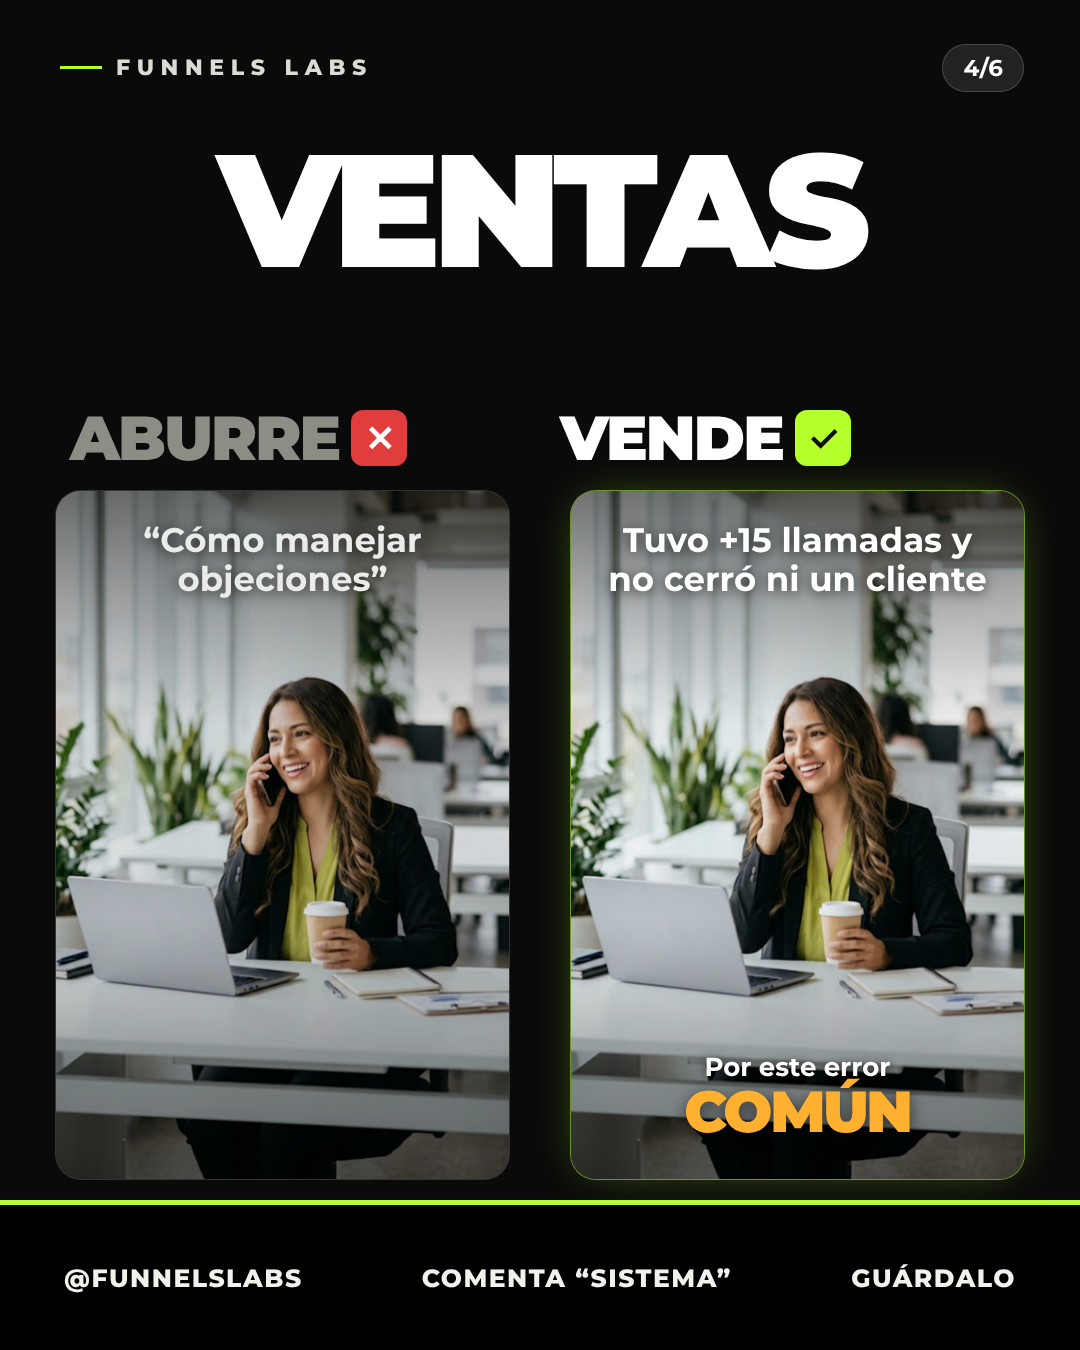 FUNNELS LABS
4/6
VENTAS
ABURRE
VENDE
“Cómo manejar
objeciones”
Tuvo +15 llamadas y
no cerró ni un cliente
Por este error
COMÚN
@FUNNELSLABS
COMENTA “SISTEMA”
GUÁRDALO